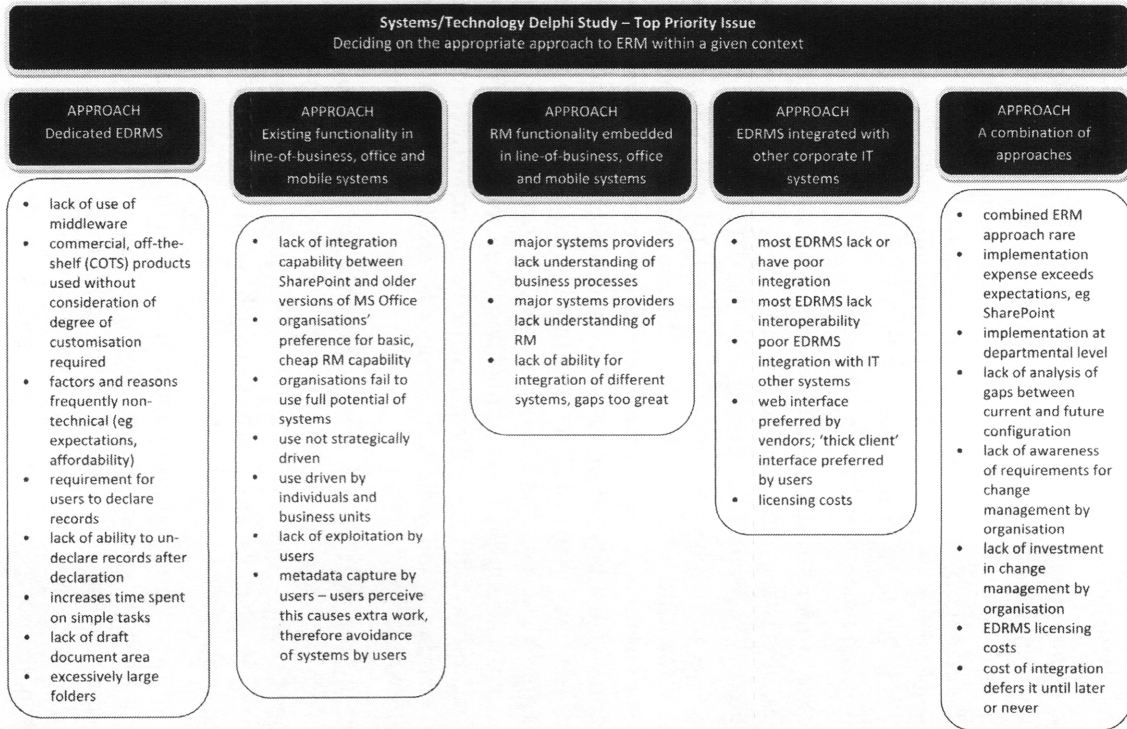 Systems/Technology Delphi Study – Top Priority Issue
Deciding on the appropriate approach to ERM within a given context
APPROACH
Dedicated EDRMS
• lack of use of
middleware
• commercial, off-the-
shelf (COTS) products
used without
consideration of
degree of
customisation
required
• factors and reasons
frequently non-
technical (eg
expectations,
affordability)
• requirement for
users to declare
records
• lack of ability to un-
declare records after
declaration
• increases time spent
on simple tasks
• lack of draft
document area
• excessively large
folders
APPROACH
Existing functionality in
line-of-business, office and
mobile systems
• lack of integration
capability between
SharePoint and older
versions of MS Office
• organisations’
preference for basic,
cheap RM capability
• organisations fail to
use full potential of
systems
• use not strategically
driven
• use driven by
individuals and
business units
• lack of exploitation by
users
• metadata capture by
users – users perceive
this causes extra work,
therefore avoidance
of systems by users
APPROACH
RM functionality embedded
in line-of-business, office
and mobile systems
• major systems providers
lack understanding of
business processes
• major systems providers
lack understanding of
RM
• lack of ability for
integration of different
systems, gaps too great
APPROACH
EDRMS integrated with
other corporate IT
systems
• most EDRMS lack or
have poor
integration
• most EDRMS lack
interoperability
• poor EDRMS
integration with IT
other systems
• web interface
preferred by
vendors; ‘thick client’
interface preferred
by users
• licensing costs
APPROACH
A combination of
approaches
• combined ERM
approach rare
• implementation
expense exceeds
expectations, eg
SharePoint
• implementation at
departmental level
• lack of analysis of
gaps between
current and future
configuration
• lack of awareness
of requirements for
change
management by
organisation
• lack of investment
in change
management by
organisation
• EDRMS licensing
costs
• cost of integration
defers it until later
or never